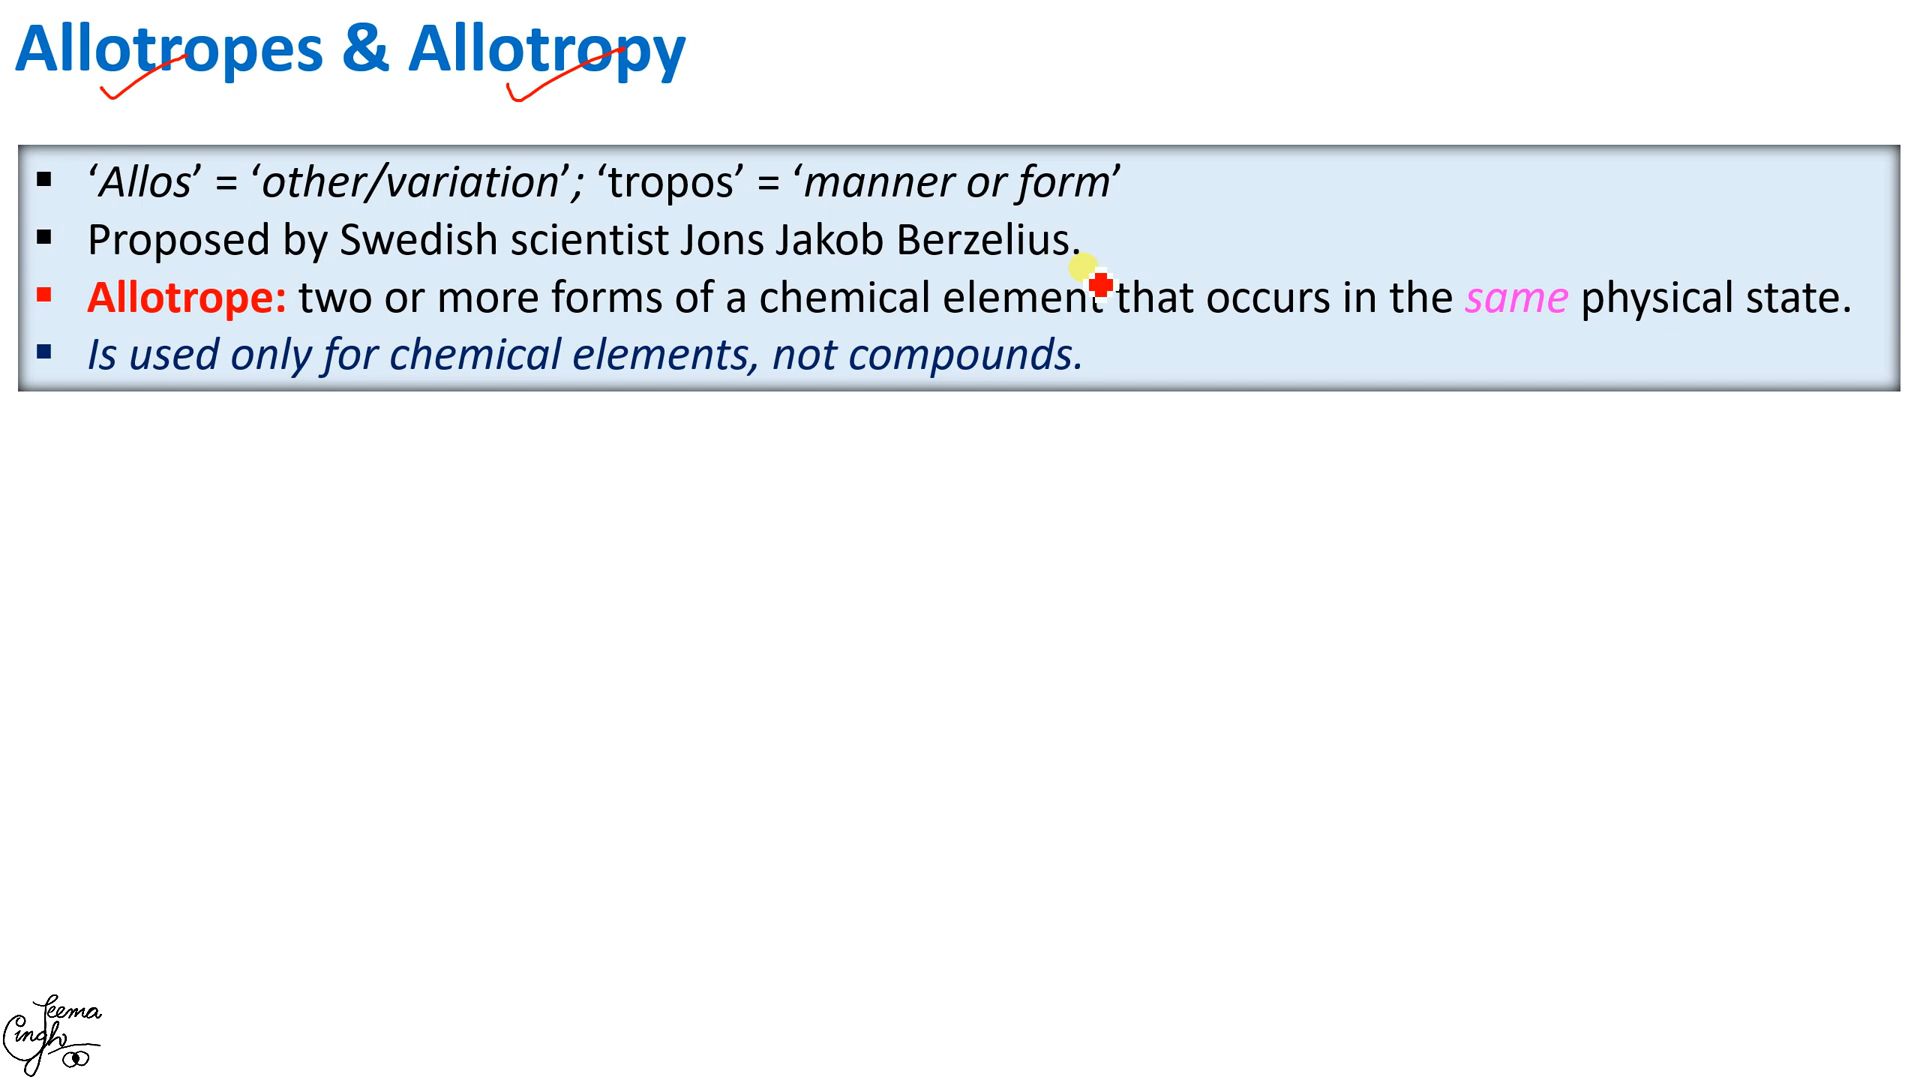 Allotropes & Allotropy
▪ ‘Allos’ = ‘other/variation’; ‘tropos’ = ‘manner or form’
▪ Proposed by Swedish scientist Jons Jakob Berzelius.
▪ Allotrope: two or more forms of a chemical element that occurs in the same physical state.
▪ Is used only for chemical elements, not compounds.
Seema
Singh